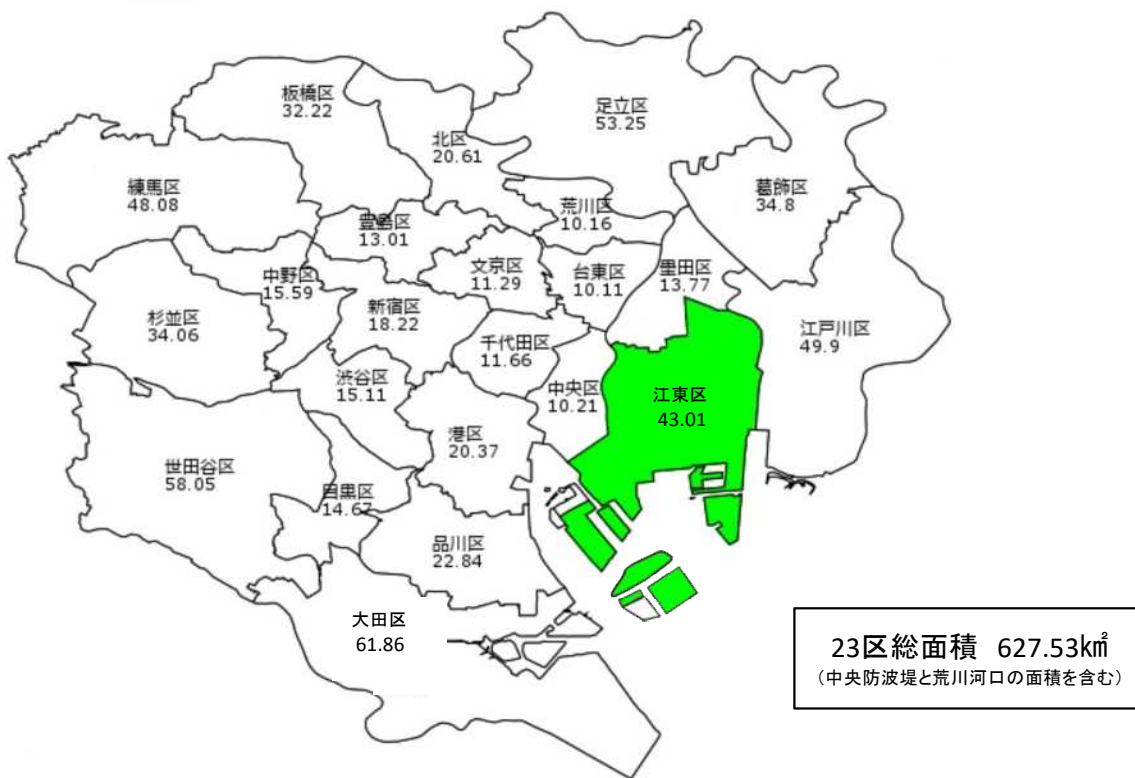 板橋区
32.22
足立区
53.25
北区
20.61
練馬区
48.08
葛飾区
34.8
荒川区
10.16
豊島区
13.01
文京区
11.29
台東区
10.11
墨田区
13.77
中野区
15.59
杉並区
34.06
新宿区
18.22
千代田区
11.66
江戸川区
49.9
渋谷区
15.11
中央区
10.21
江東区
43.01
港区
20.37
世田谷区
58.05
目黒区
14.67
品川区
22.84
大田区
61.86
23区総面積 627.53㎢
（中央防波堤と荒川河口の面積を含む）